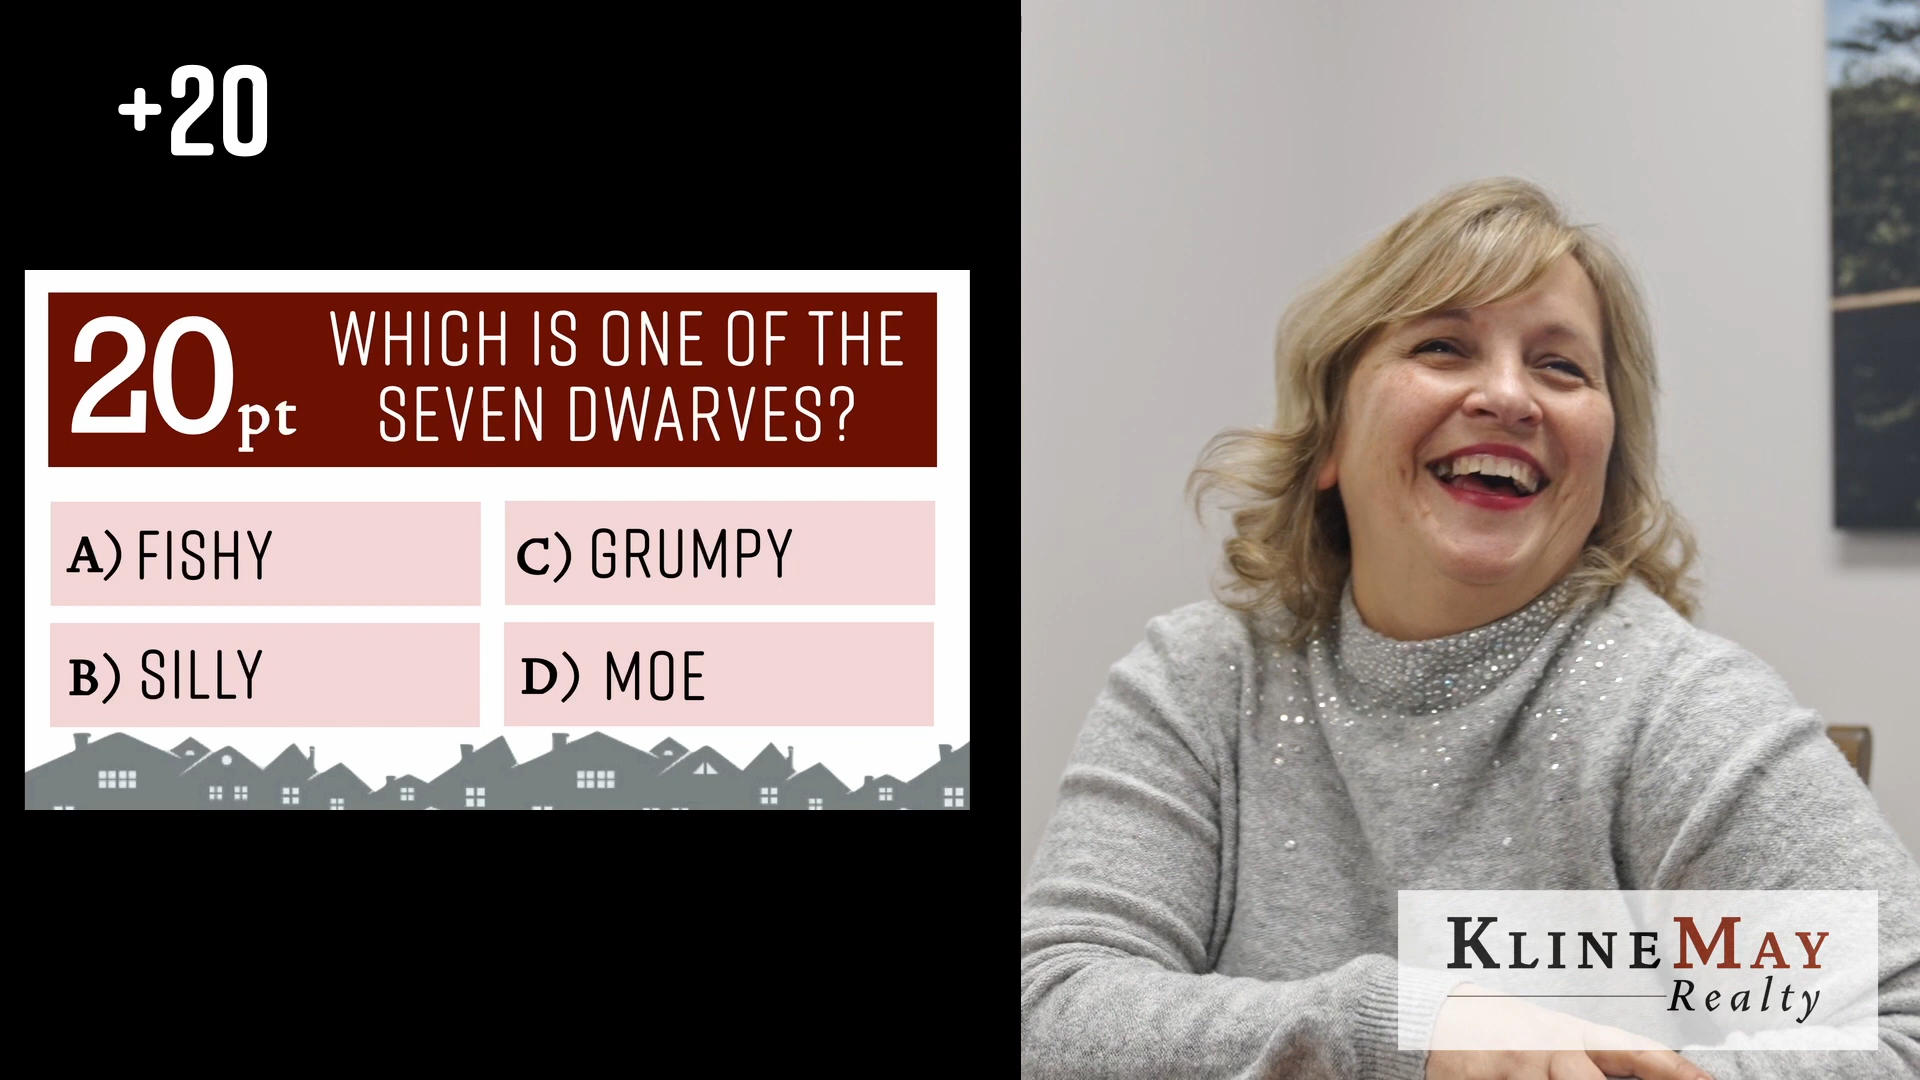 +20
20pt
WHICH IS ONE OF THE
SEVEN DWARVES?
A) FISHY
B) SILLY
C) GRUMPY
D) MOE
KLINEMAY
Realty